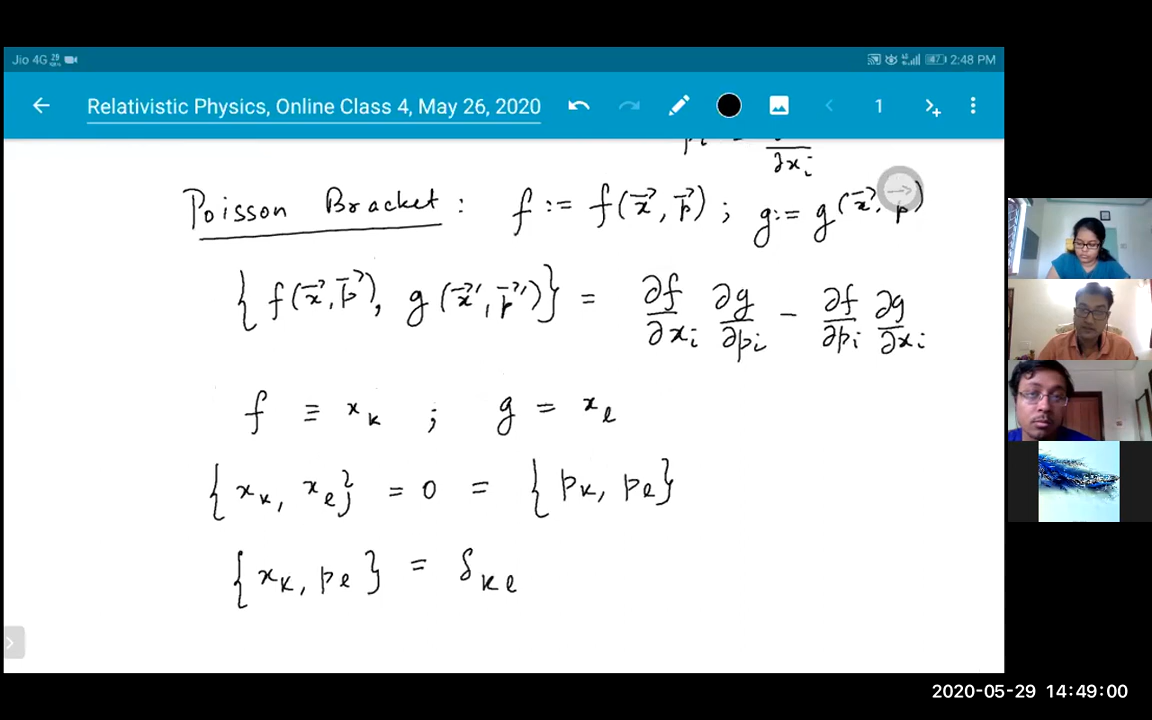 Jio 4G 2:48 PM
Relativistic Physics, Online Class 4, May 26, 2020 1
∂xᵢ
Poisson Bracket : f := f(x⃗, p⃗) ; g := g(x⃗, p⃗)
{ f(x⃗, p⃗), g(x⃗', p⃗') } = ∂f/∂xᵢ ∂g/∂pᵢ − ∂f/∂pᵢ ∂g/∂xᵢ
f ≡ xₖ ; g = xₗ
{ xₖ, xₗ } = 0 = { pₖ, pₗ }
{ xₖ, pₗ } = δₖₗ
2020-05-29 14:49:00